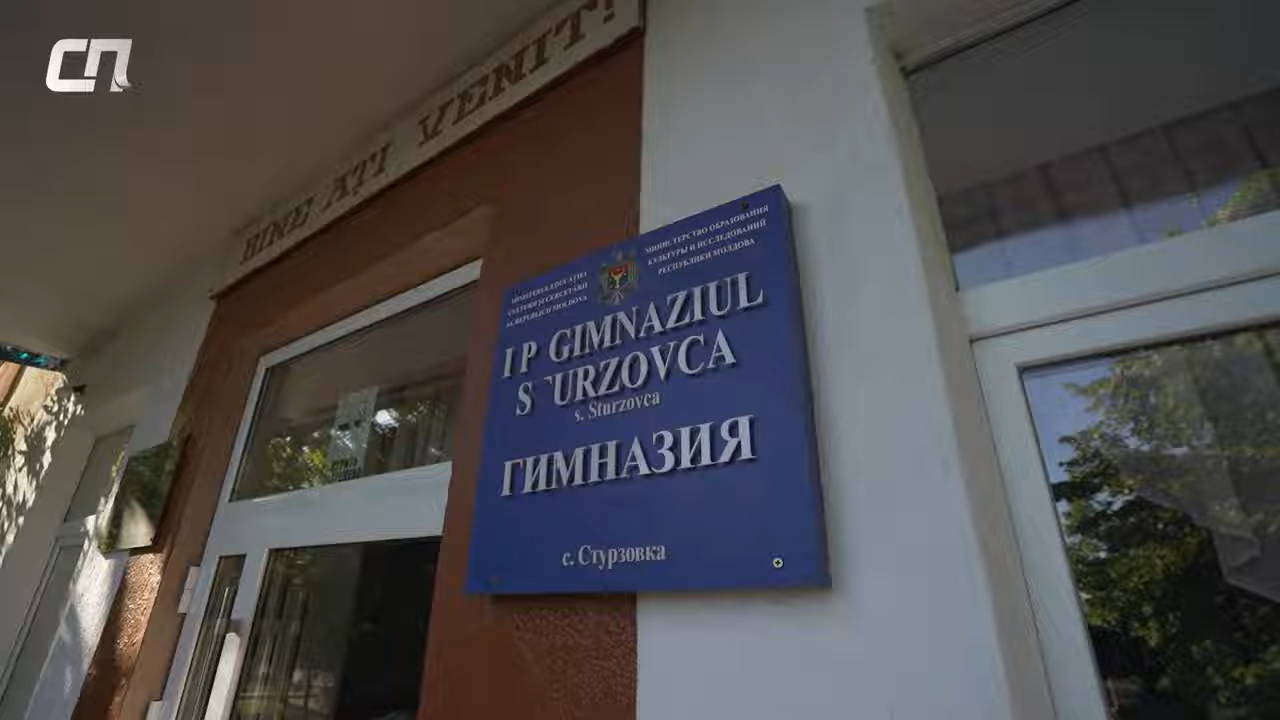 СП
BINE AȚI VENIT!
MINISTERUL EDUCAȚIEI
CULTURII ȘI CERCETĂRII
AL REPUBLICII MOLDOVA
МИНИСТЕРСТВО ОБРАЗОВАНИЯ
КУЛЬТУРЫ И ИССЛЕДОВАНИЙ
РЕСПУБЛИКИ МОЛДОВА
I P GIMNAZIUL
S URZOVCA
s. Sturzovca
ГИМНАЗИЯ
с. Стурзовка